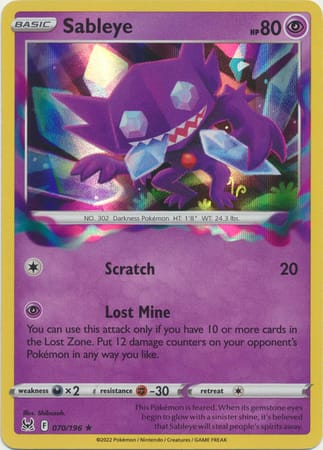 BASIC
Sableye
HP 80
NO. 302 Darkness Pokémon HT: 1'8" WT: 24.3 lbs.
Scratch 20
Lost Mine
You can use this attack only if you have 10 or more cards in
the Lost Zone. Put 12 damage counters on your opponent's
Pokémon in any way you like.
weakness ×2 resistance -30 retreat
Illus. Shibuzoh.
This Pokémon is feared. When its gemstone eyes
begin to glow with a sinister shine, it's believed
that Sableye will steal people's spirits away.
F 070/196 ★
©2022 Pokémon / Nintendo / Creatures / GAME FREAK